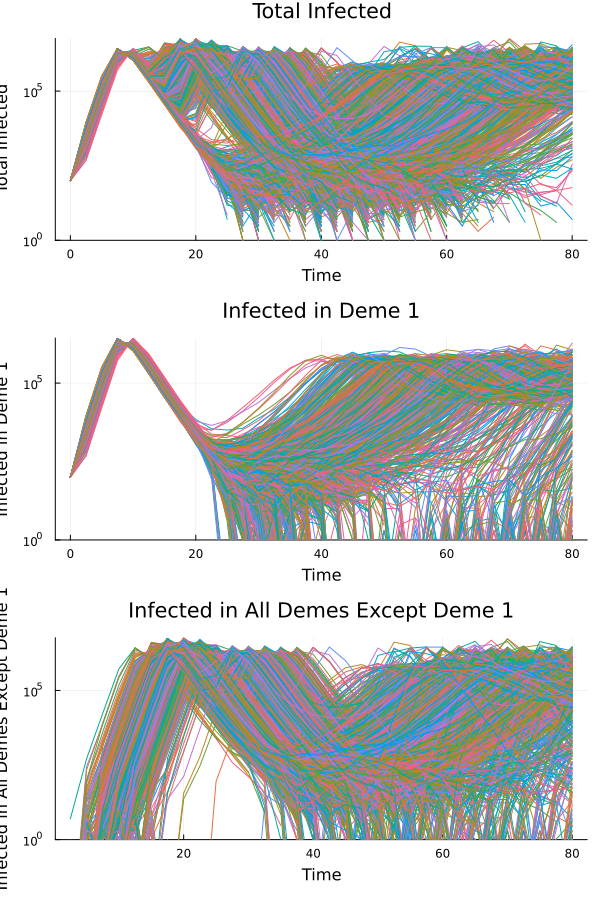 Total Infected
Total Infected
10^5
10^0
0 20 40 60 80
Time
Infected in Deme 1
Infected in Deme 1
10^5
10^0
0 20 40 60 80
Time
Infected in All Demes Except Deme 1
Infected in All Demes Except Deme 1
10^5
10^0
20 40 60 80
Time